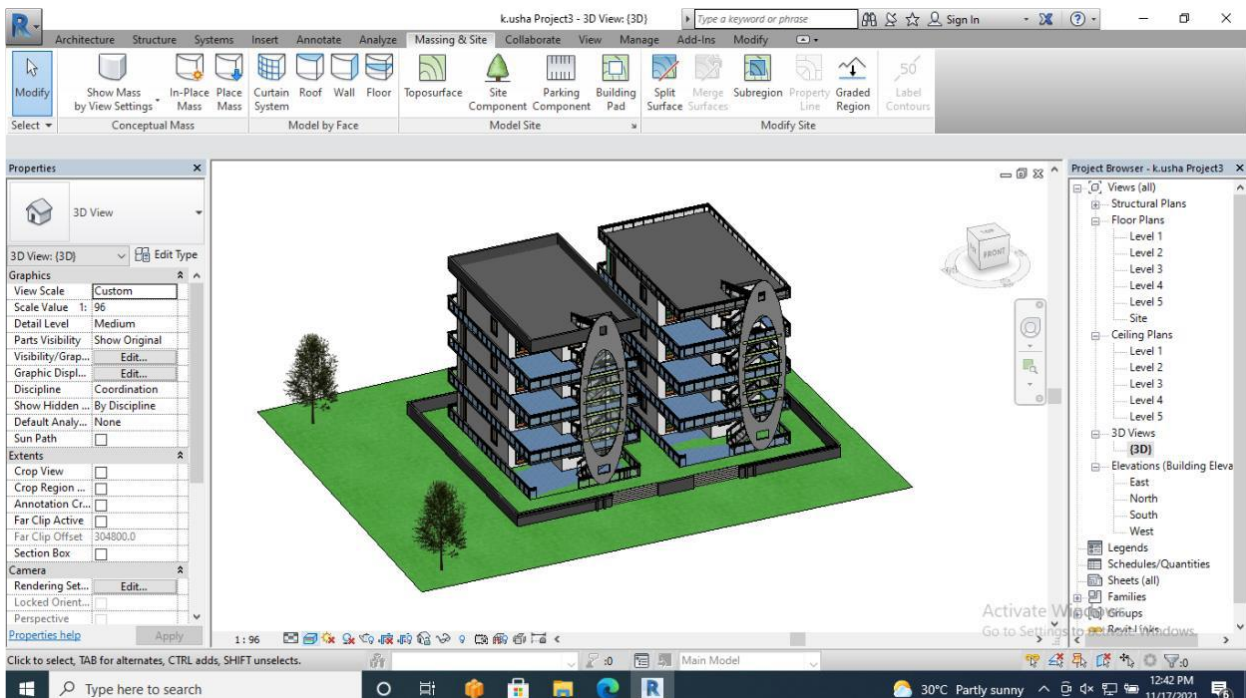 k.usha Project3 - 3D View: {3D}
Type a keyword or phrase
Sign In
Architecture Structure Systems Insert Annotate Analyze Massing & Site Collaborate View Manage Add-Ins Modify
Modify
Show Mass
by View Settings
In-Place
Mass
Place
Mass
Curtain
System
Roof
Wall
Floor
Toposurface
Site
Component
Parking
Component
Building
Pad
Split
Surface
Merge
Surfaces
Subregion
Property
Line
Graded
Region
50
Label
Contours
Select
Conceptual Mass
Model by Face
Model Site
Modify Site
Properties
3D View
3D View: {3D}
Edit Type
Graphics
View Scale Custom
Scale Value 1: 96
Detail Level Medium
Parts Visibility Show Original
Visibility/Grap... Edit...
Graphic Displ... Edit...
Discipline Coordination
Show Hidden ... By Discipline
Default Analy... None
Sun Path
Extents
Crop View
Crop Region ...
Annotation Cr...
Far Clip Active
Far Clip Offset 304800.0
Section Box
Camera
Rendering Set... Edit...
Locked Orient...
Perspective
Properties help
Apply
FRONT
Project Browser - k.usha Project3
Views (all)
Structural Plans
Floor Plans
Level 1
Level 2
Level 3
Level 4
Level 5
Site
Ceiling Plans
Level 1
Level 2
Level 3
Level 4
Level 5
3D Views
{3D}
Elevations (Building Eleva
East
North
South
West
Legends
Schedules/Quantities
Sheets (all)
Families
Groups
Revit Links
Activate Windows
Go to Settings to activate Windows.
1 : 96
Click to select, TAB for alternates, CTRL adds, SHIFT unselects.
:0
Main Model
:0
Type here to search
30°C Partly sunny
12:42 PM
11/17/2021
6